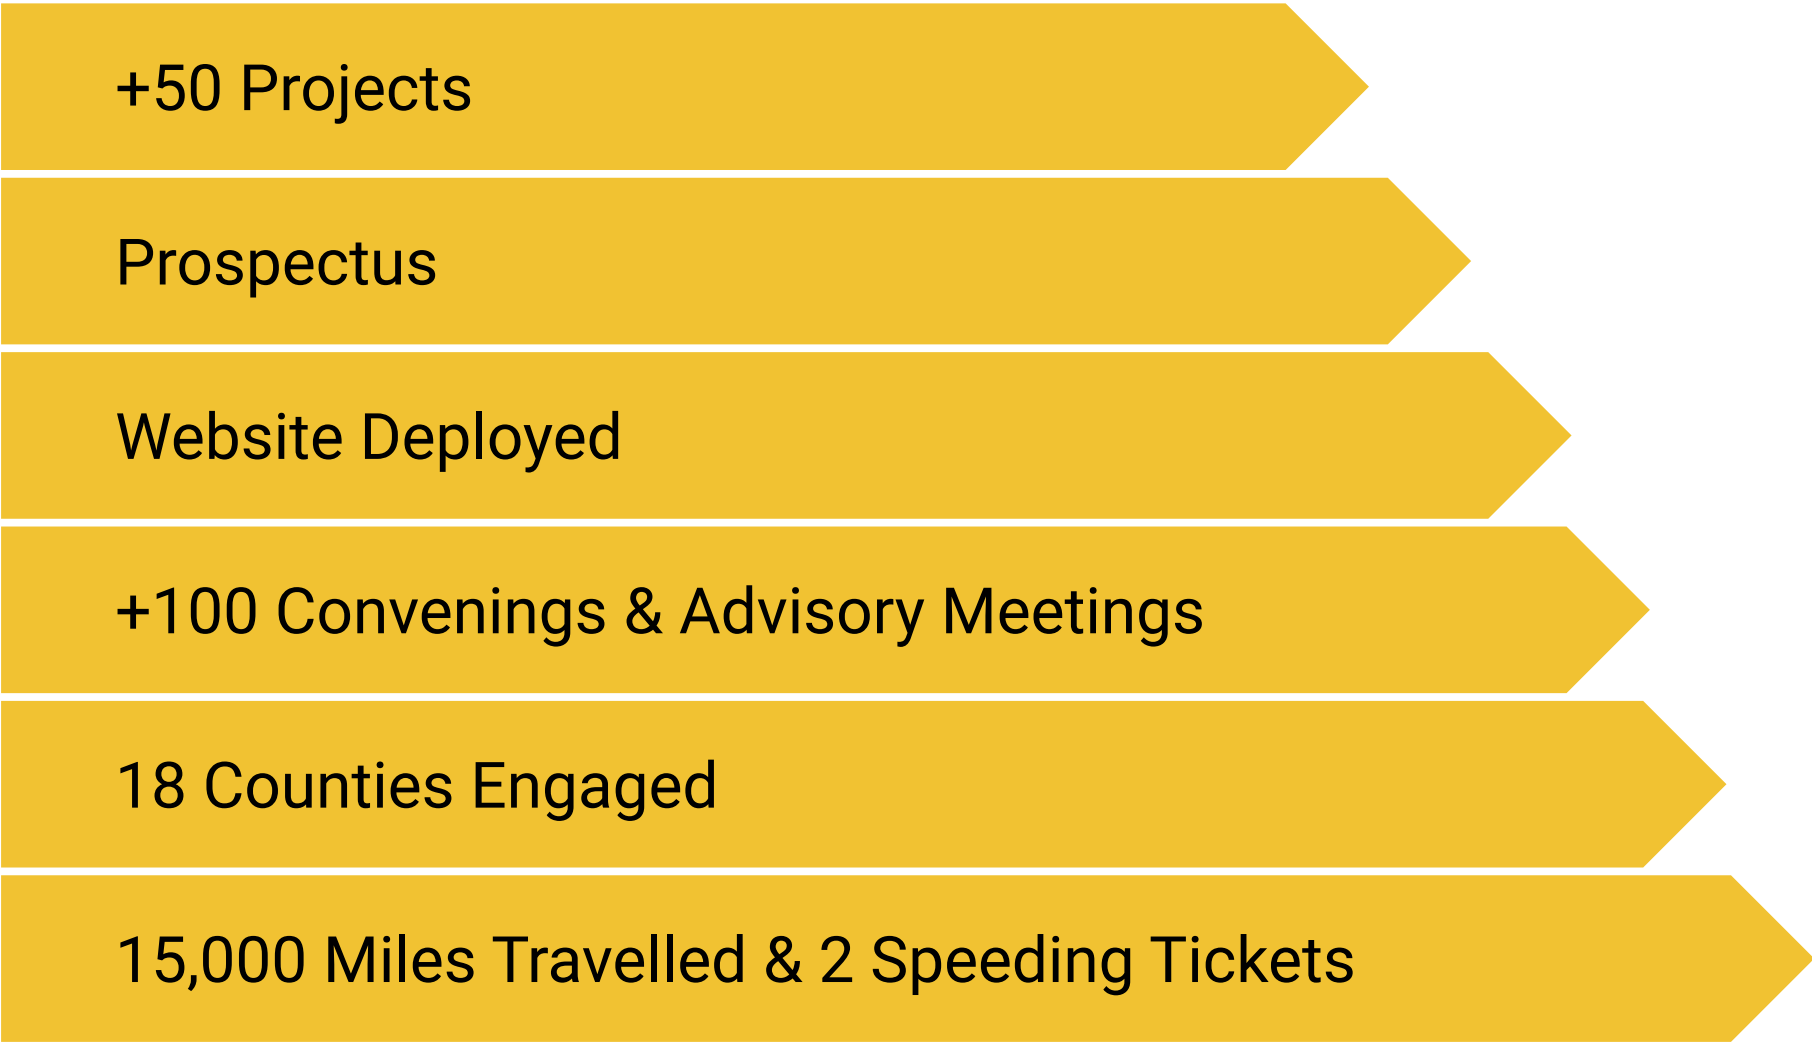 +50 Projects
Prospectus
Website Deployed
+100 Convenings & Advisory Meetings
18 Counties Engaged
15,000 Miles Travelled & 2 Speeding Tickets